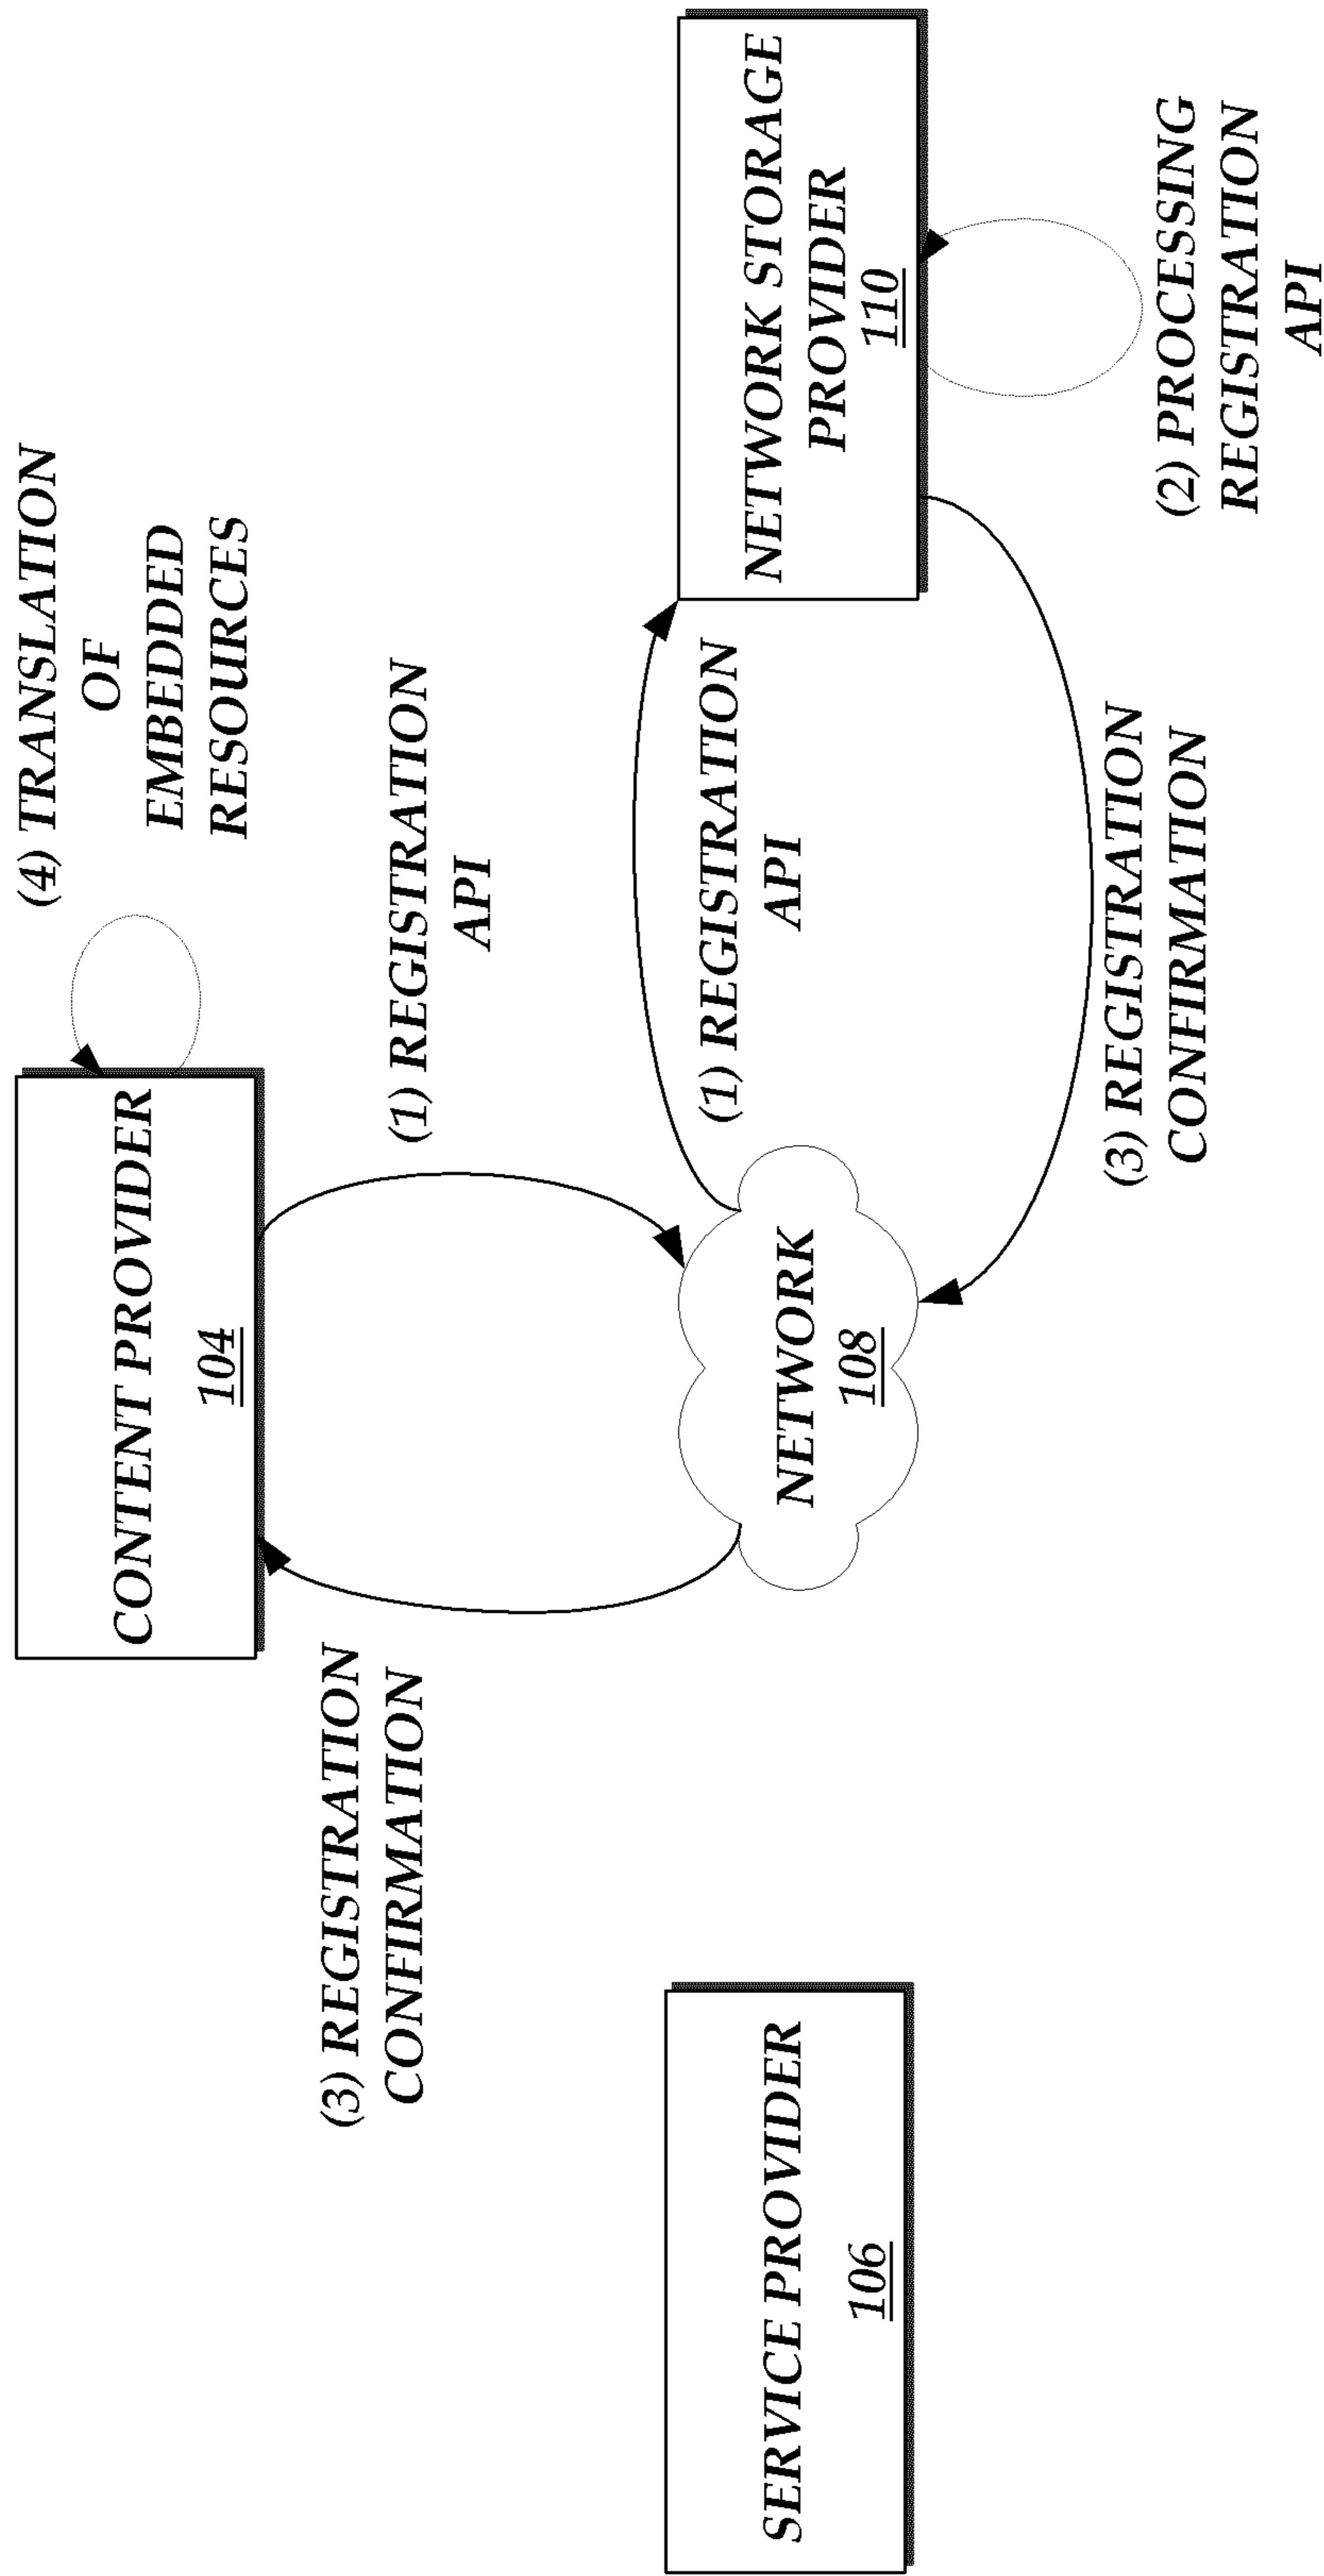 (4) TRANSLATION
OF
EMBEDDED
RESOURCES
CONTENT PROVIDER
104
(1) REGISTRATION
API
(3) REGISTRATION
CONFIRMATION
SERVICE PROVIDER
106
NETWORK
108
(1) REGISTRATION
API
NETWORK STORAGE
PROVIDER
110
(3) REGISTRATION
CONFIRMATION
(2) PROCESSING
REGISTRATION
API